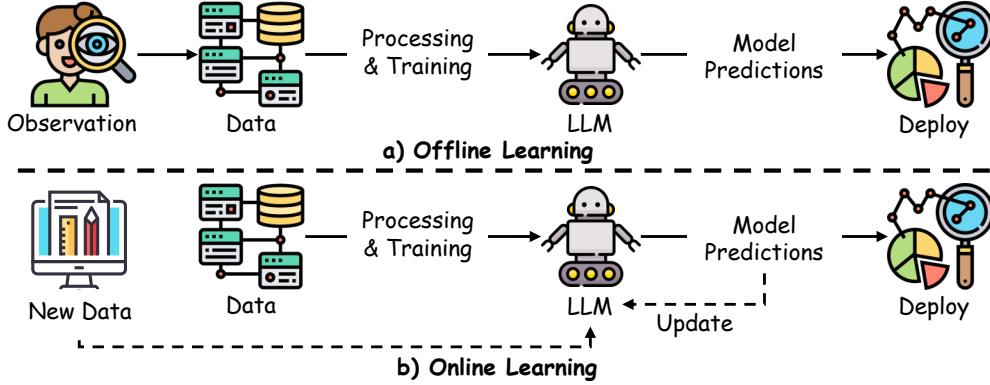 Processing
& Training
Model
Predictions
Observation
Data
LLM
Deploy
a) Offline Learning
Processing
& Training
Model
Predictions
New Data
Data
LLM
Deploy
Update
b) Online Learning